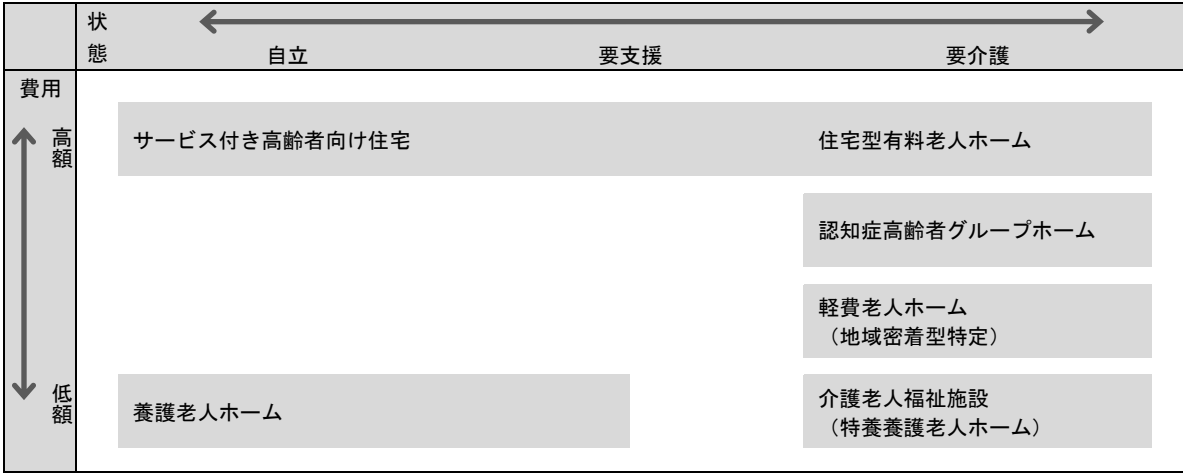 状
態
自立 要支援 要介護
費用
高額
サービス付き高齢者向け住宅 住宅型有料老人ホーム
認知症高齢者グループホーム
軽費老人ホーム
（地域密着型特定）
低額
養護老人ホーム
介護老人福祉施設
（特養養護老人ホーム）